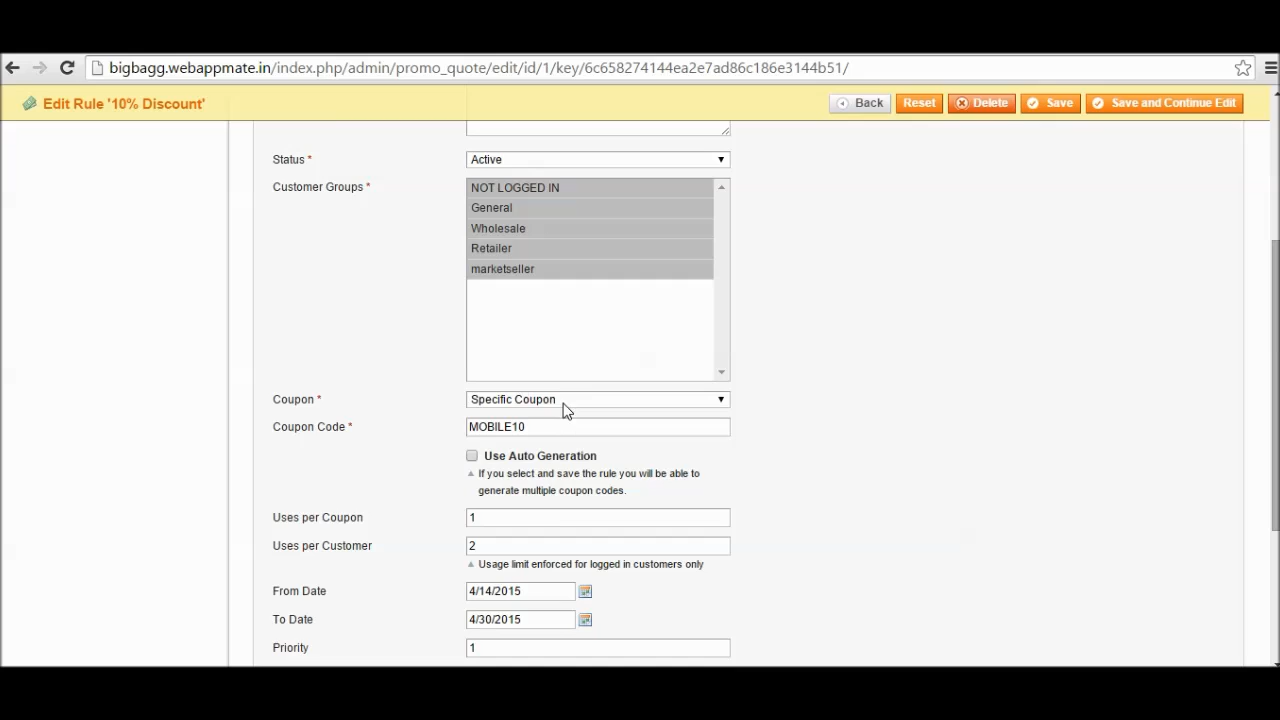 bigbagg.webappmate.in/index.php/admin/promo_quote/edit/id/1/key/6c658274144ea2e7ad86c186e3144b51/
Edit Rule '10% Discount' Back Reset Delete Save Save and Continue Edit
Status * Active
Customer Groups * NOT LOGGED IN
General
Wholesale
Retailer
marketseller
Coupon * Specific Coupon
Coupon Code * MOBILE10
Use Auto Generation
If you select and save the rule you will be able to
generate multiple coupon codes.
Uses per Coupon 1
Uses per Customer 2
Usage limit enforced for logged in customers only
From Date 4/14/2015
To Date 4/30/2015
Priority 1